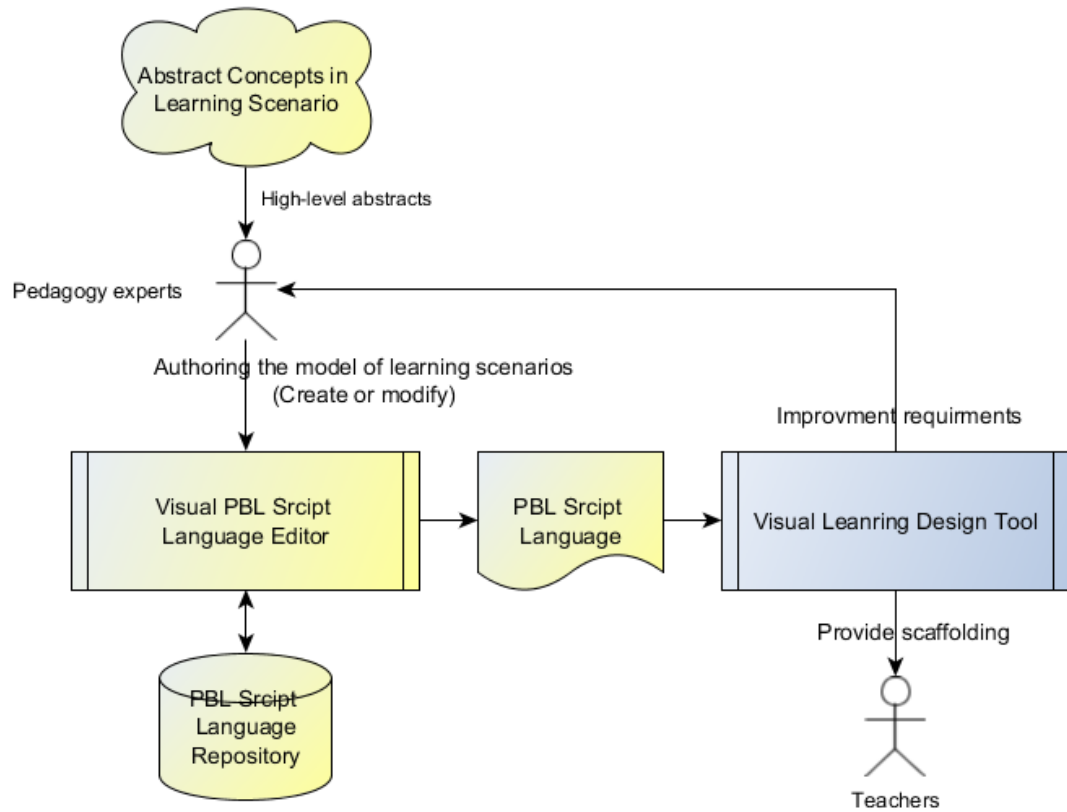 Abstract Concepts in
Learning Scenario
High-level abstracts
Pedagogy experts
Authoring the model of learning scenarios
(Create or modify)
Improvment requirments
Visual PBL Srcipt
Language Editor
PBL Srcipt
Language
Visual Leanring Design Tool
Provide scaffolding
PBL Srcipt
Language
Repository
Teachers